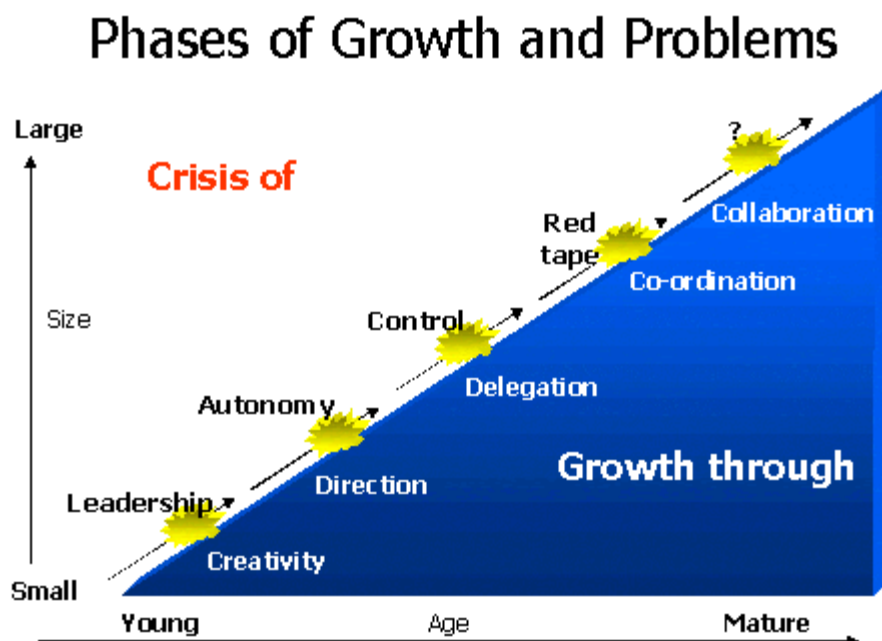 Phases of Growth and Problems
Large
Crisis of
?
Collaboration
Red
tape
Co-ordination
Size
Control
Delegation
Autonomy
Growth through
Direction
Leadership
Creativity
Small
Young
Age
Mature